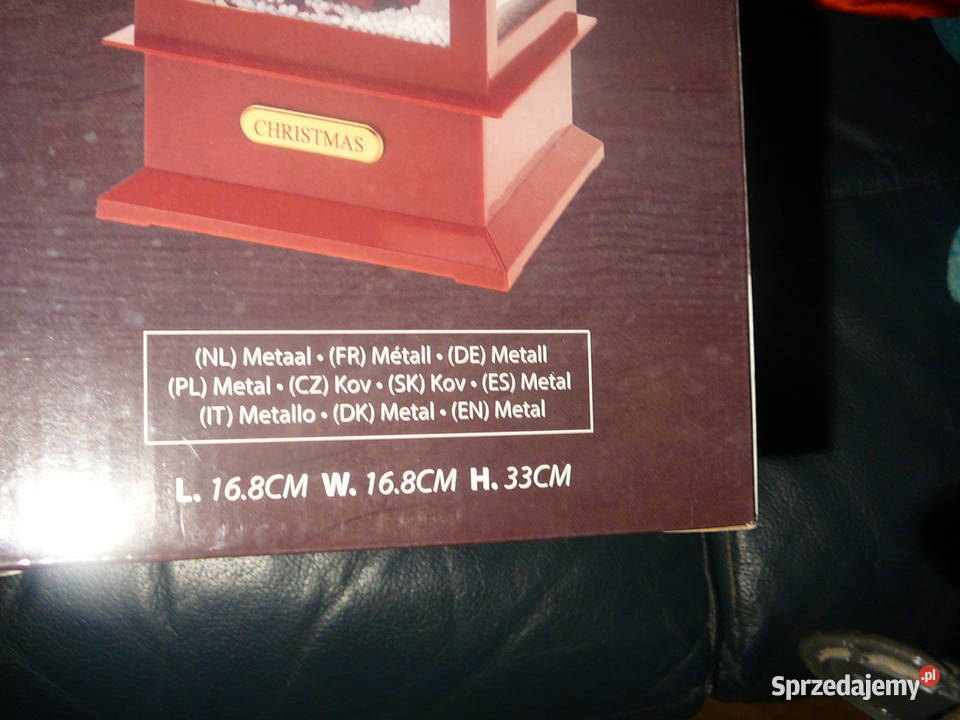 CHRISTMAS
(NL) Metaal • (FR) Métall • (DE) Metall
(PL) Metal • (CZ) Kov • (SK) Kov • (ES) Metal
(IT) Metallo • (DK) Metal • (EN) Metal
L. 16.8CM W. 16.8CM H. 33CM
Sprzedajemy.pl